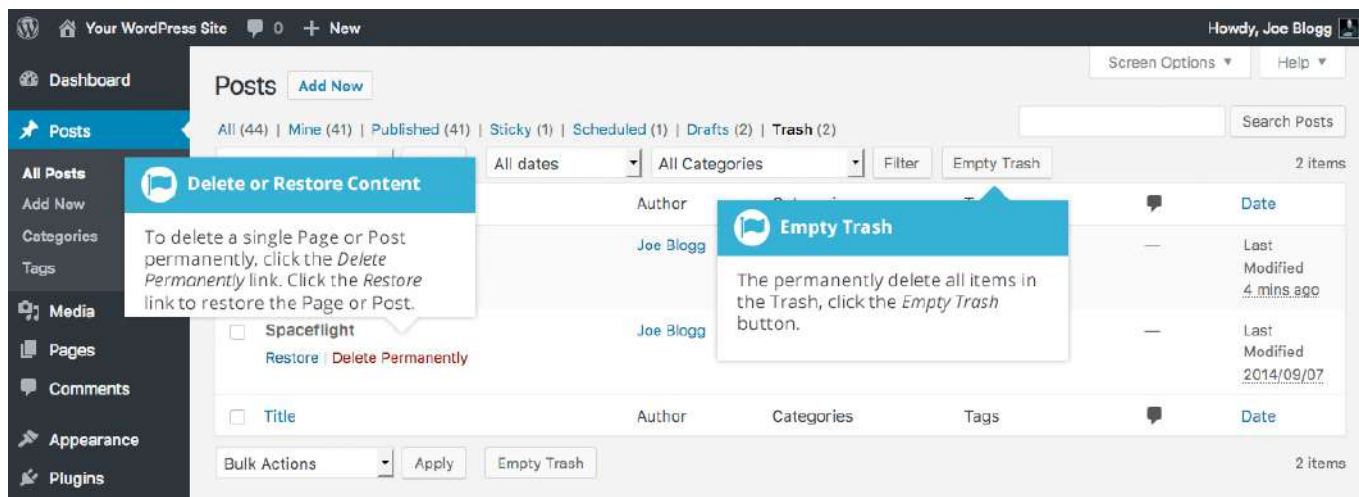 Your WordPress Site 0 + New Howdy, Joe Blogg
Dashboard
Posts Add New Screen Options ▼ Help ▼
Posts
All (44) | Mine (41) | Published (41) | Sticky (1) | Scheduled (1) | Drafts (2) | Trash (2) Search Posts
All dates All Categories Filter Empty Trash 2 items
All Posts
Add New
Categories
Tags
Media
Pages
Comments
Appearance
Plugins
Delete or Restore Content
To delete a single Page or Post
permanently, click the Delete
Permanently link. Click the Restore
link to restore the Page or Post.
Author Date
Empty Trash
The permanently delete all items in
the Trash, click the Empty Trash
button.
Joe Blogg — Last
Modified
4 mins ago
Spaceflight Joe Blogg — Last
Restore | Delete Permanently Modified
2014/09/07
Title Author Categories Tags Date
Bulk Actions Apply Empty Trash 2 items